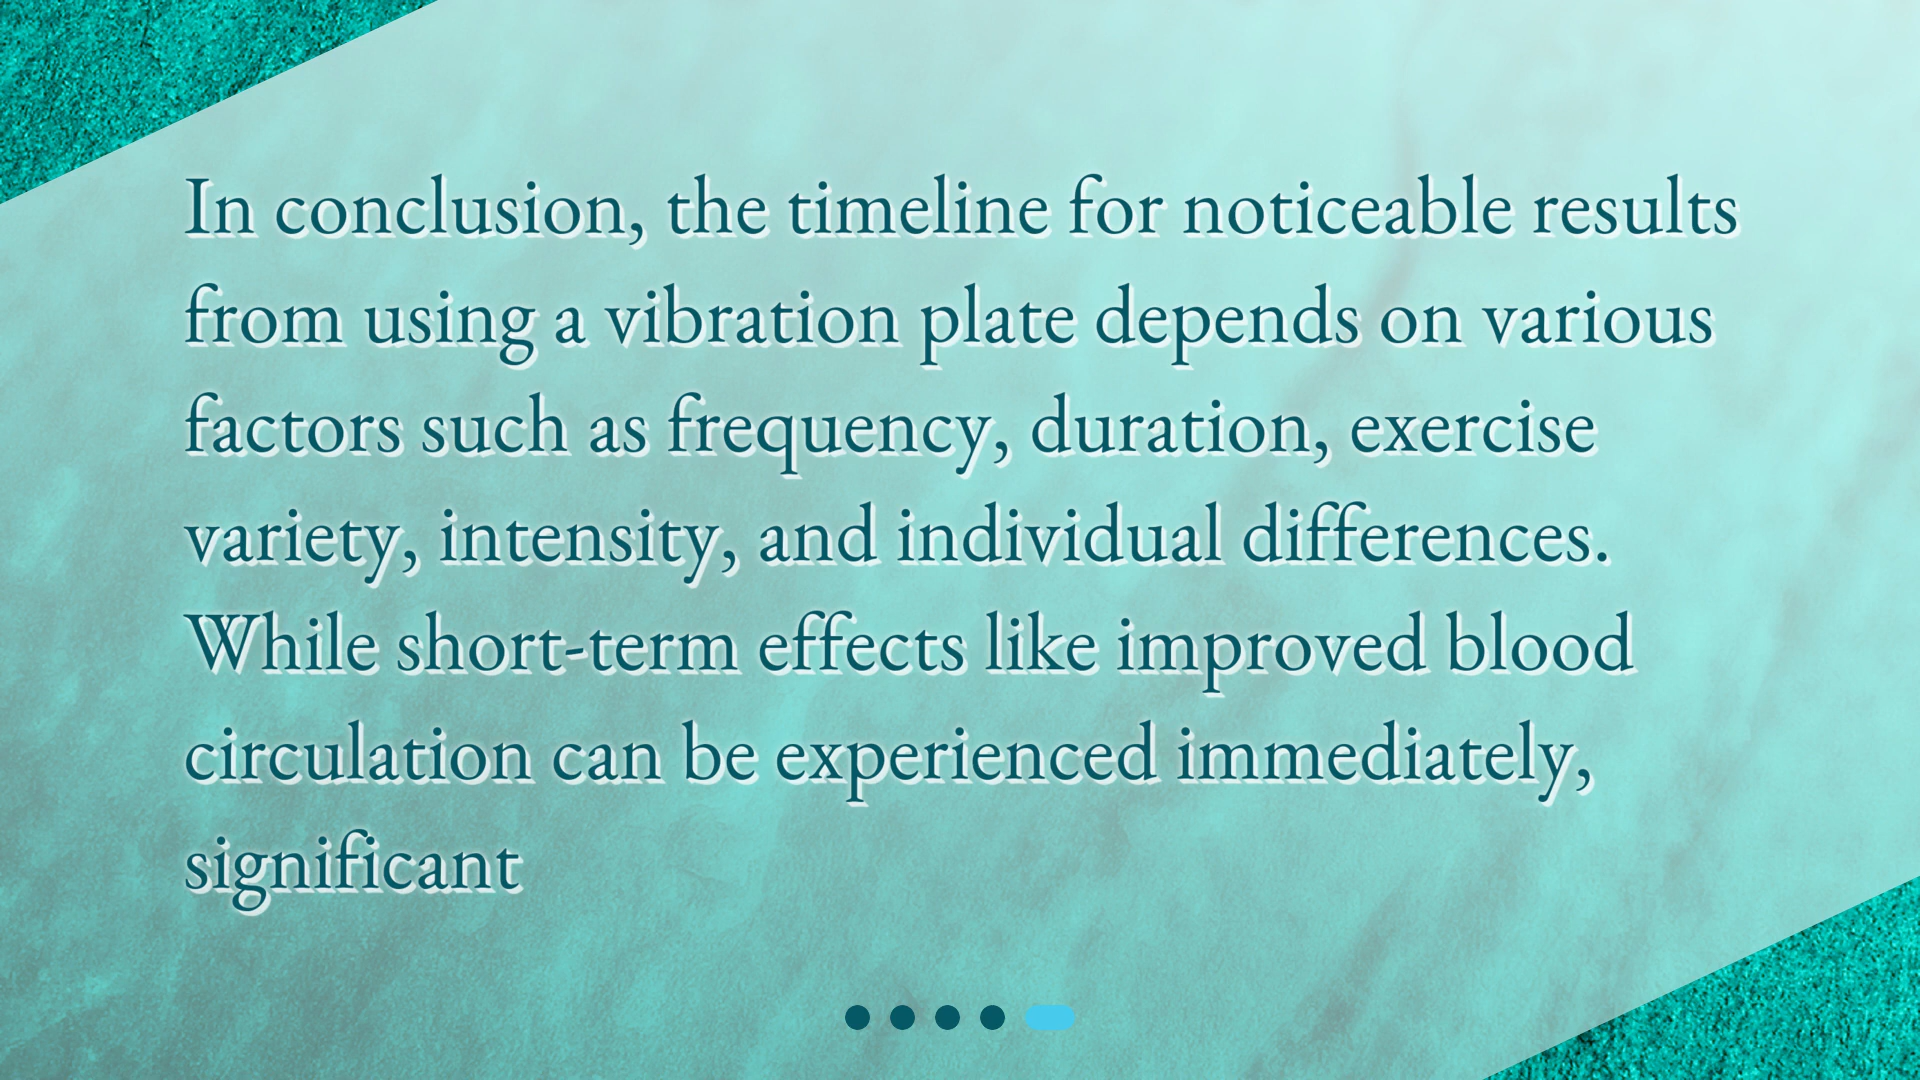 In conclusion, the timeline for noticeable results
from using a vibration plate depends on various
factors such as frequency, duration, exercise
variety, intensity, and individual differences.
While short-term effects like improved blood
circulation can be experienced immediately,
significant